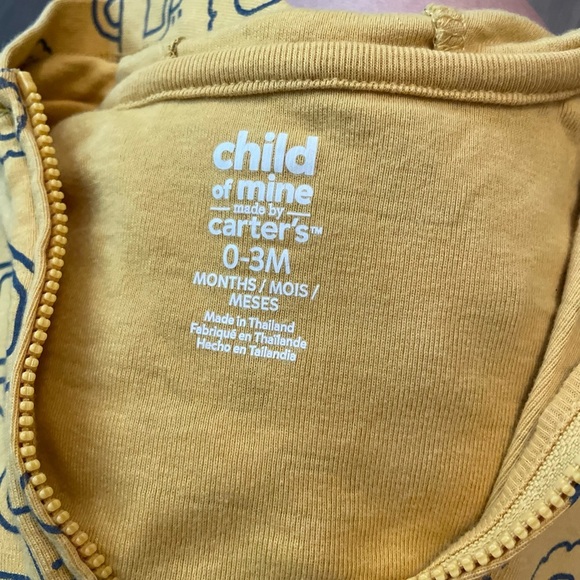 child
of mine
made by
carter's™
0-3M
MONTHS / MOIS /
MESES
Made in Thailand
Fabriqué en Thaïlande
Hecho en Tailandia